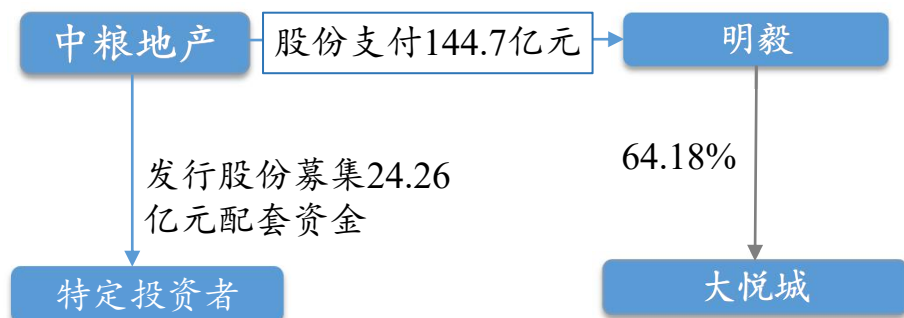 中粮地产
股份支付144.7亿元
明毅
发行股份募集24.26
亿元配套资金
64.18%
特定投资者
大悦城